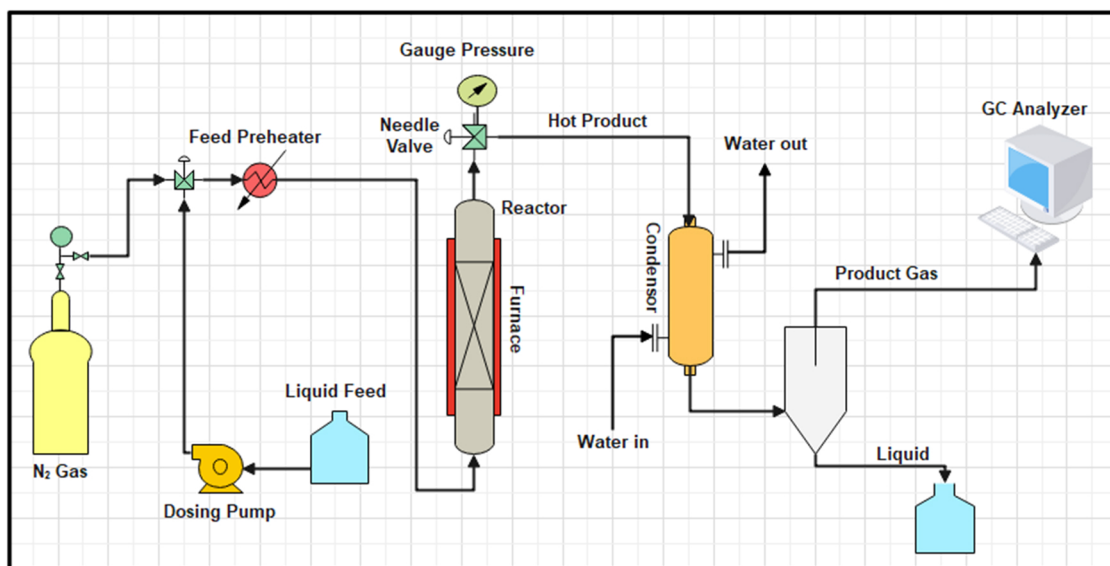 Gauge Pressure
GC Analyzer
Needle
Valve
Hot Product
Feed Preheater
Water out
Reactor
Condensor
Product Gas
Furnace
Liquid Feed
Water in
Liquid
N₂ Gas
Dosing Pump